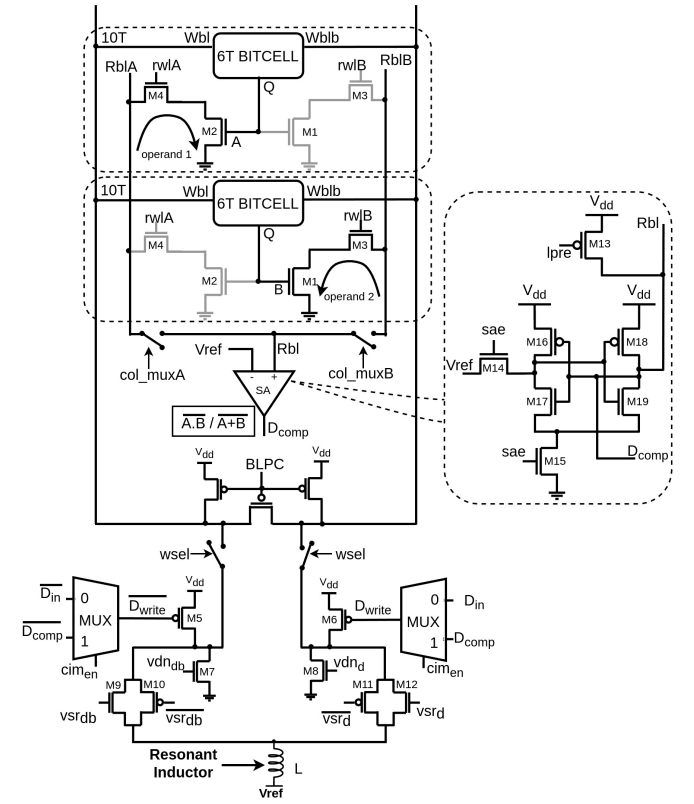 10T Wbl 6T BITCELL Wblb
RblA rwlA rwlB RblB
M4 Q M3
M2 A M1
operand 1
10T Wbl 6T BITCELL Wblb
rwlA rwlB
M4 Q M3
M2 B M1
operand 2
Vref Rbl
col_muxA - + col_muxB
SA
A.B / A+B
Dcomp
Vdd
Rbl
Ipre M13
Vdd Vdd
sae M16 M18
Vref M14
M17 M19
sae M15 Dcomp
Vdd BLPC Vdd
wsel wsel
Din 0 MUX 1
Dcomp
cimen
Dwrite
Vdd
M5
vdndb M7
Vdd
M6
Dwrite
M8 vdnd
0 Din
MUX
1 Dcomp
cimen
M9 M10
vsrdb vsrdb
M11 M12
vsrd vsrd
Resonant
Inductor L
Vref